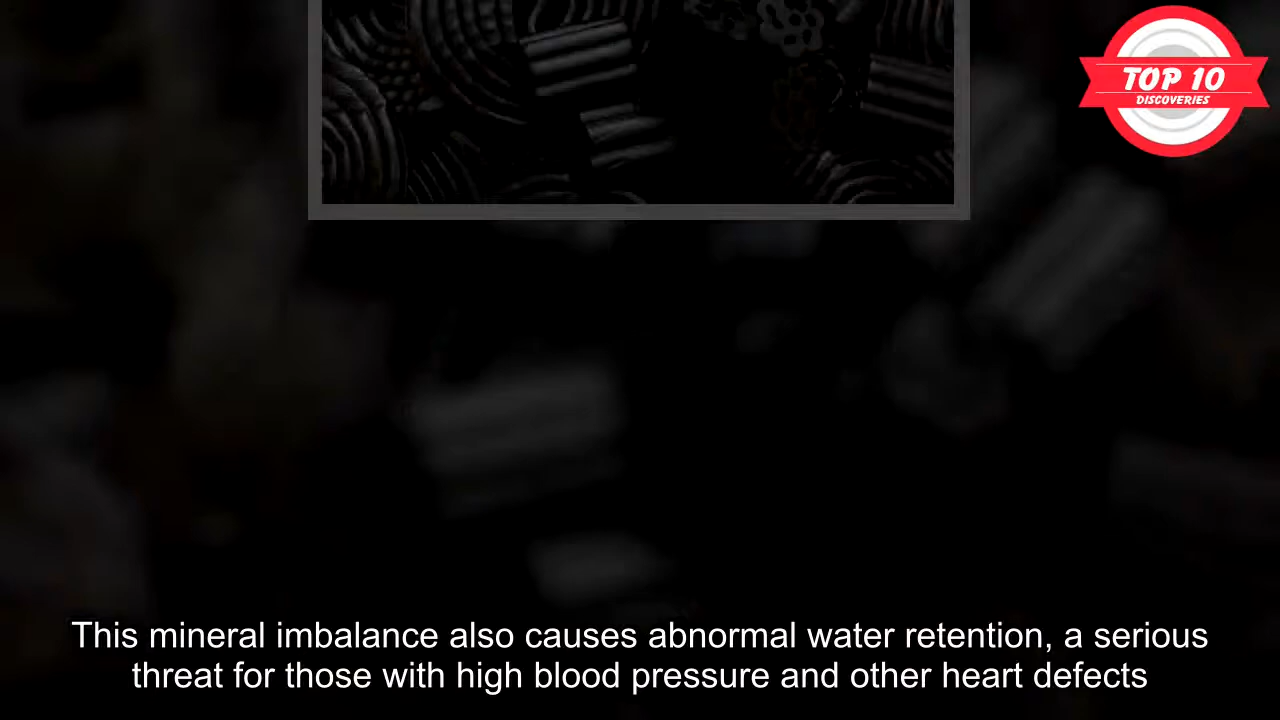 TOP 10
DISCOVERIES
This mineral imbalance also causes abnormal water retention, a serious
threat for those with high blood pressure and other heart defects